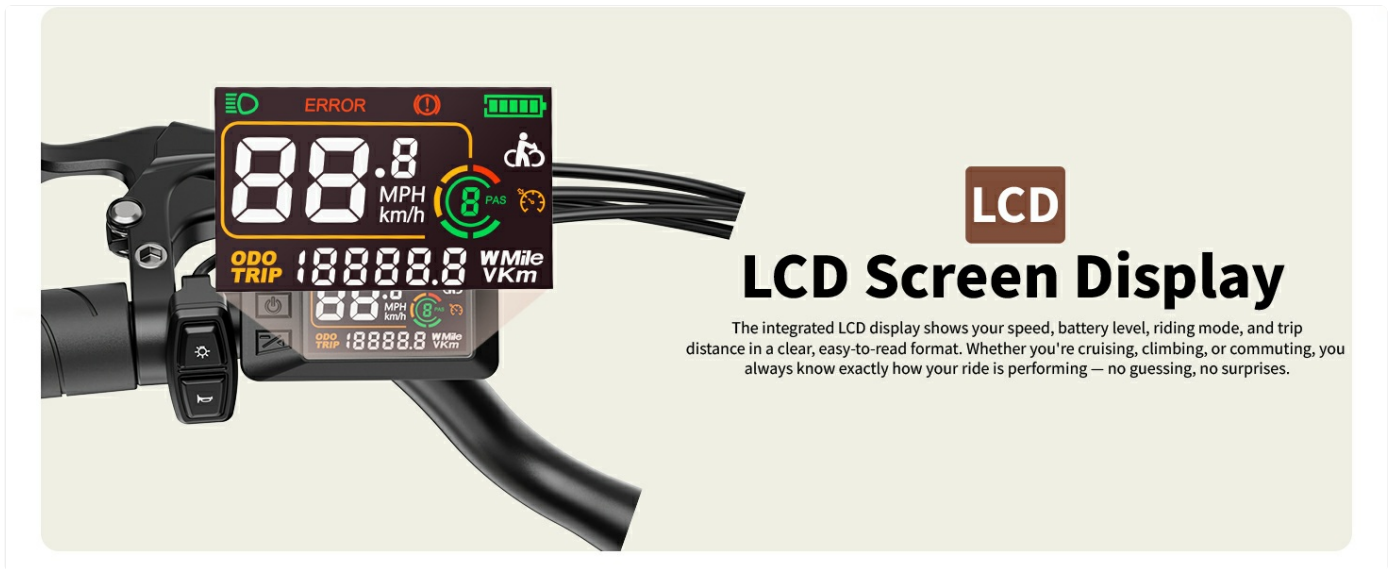 ERROR
88.8
MPH
km/h
8 PAS
ODO
TRIP
18888.8
WMile
VKm
MPH
km/h
8 PAS
ODO
TRIP
18888.8
WMile
VKm
LCD
LCD Screen Display
The integrated LCD display shows your speed, battery level, riding mode, and trip
distance in a clear, easy-to-read format. Whether you're cruising, climbing, or commuting, you
always know exactly how your ride is performing — no guessing, no surprises.